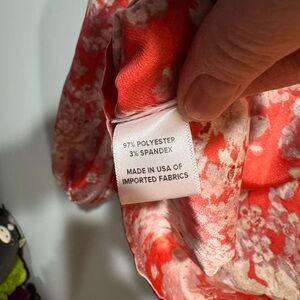 97% POLYESTER
3% SPANDEX
MADE IN USA OF
IMPORTED FABRICS